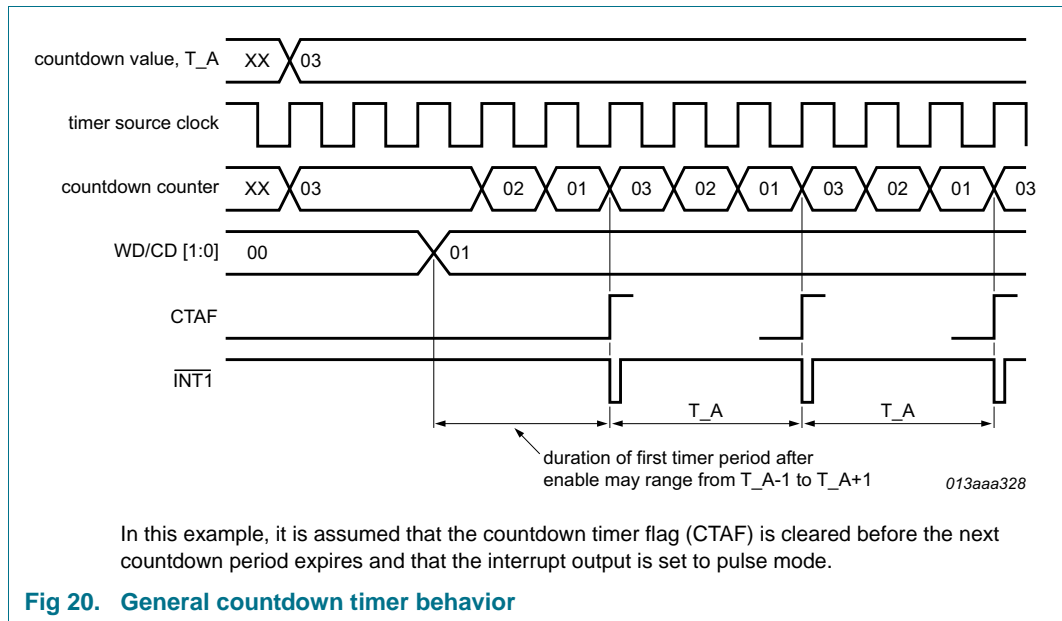 countdown value, T_A XX 03
timer source clock
countdown counter XX 03 02 01 03 02 01 03 02 01 03
WD/CD [1:0] 00 01
CTAF
INT1
T_A T_A
duration of first timer period after
enable may range from T_A-1 to T_A+1
013aaa328
In this example, it is assumed that the countdown timer flag (CTAF) is cleared before the next
countdown period expires and that the interrupt output is set to pulse mode.
Fig 20. General countdown timer behavior